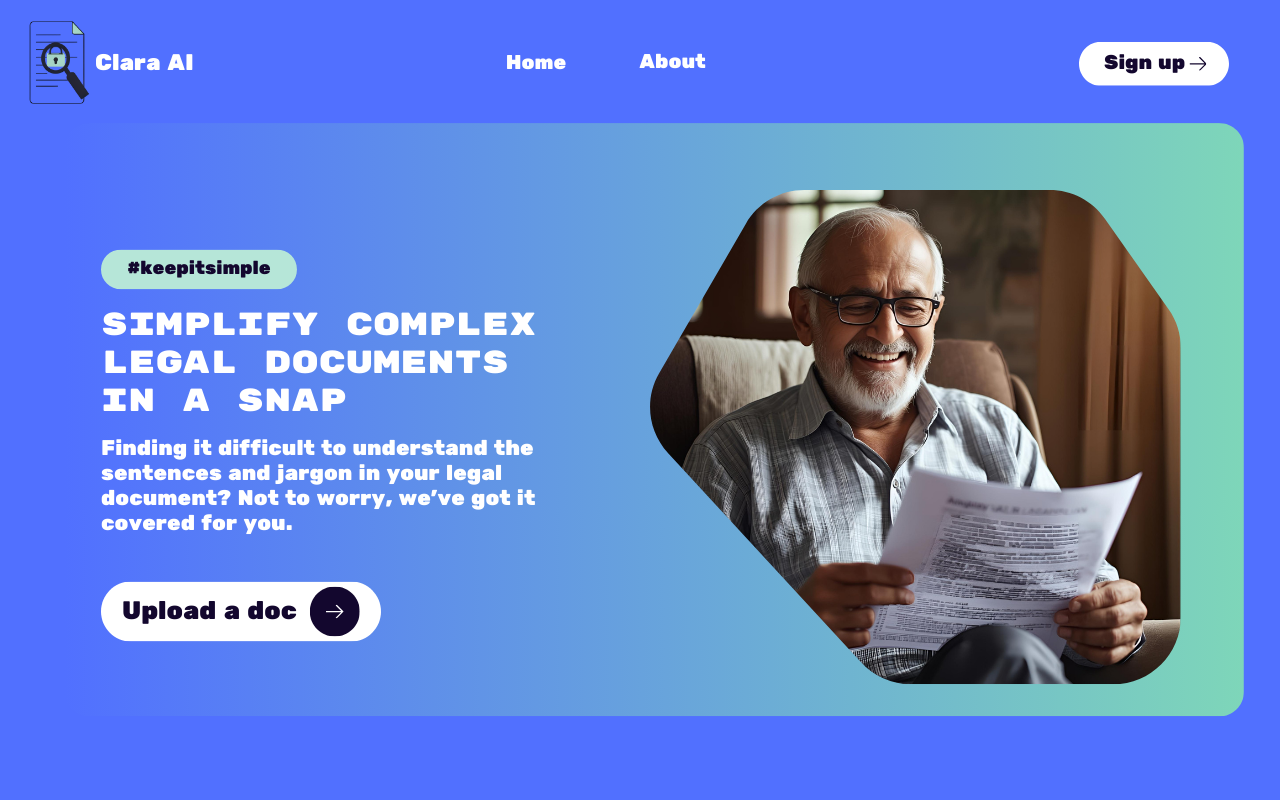 Clara AI
Home
About
Sign up
#keepitsimple
SIMPLIFY COMPLEX
LEGAL DOCUMENTS
IN A SNAP
Finding it difficult to understand the
sentences and jargon in your legal
document? Not to worry, we’ve got it
covered for you.
Upload a doc